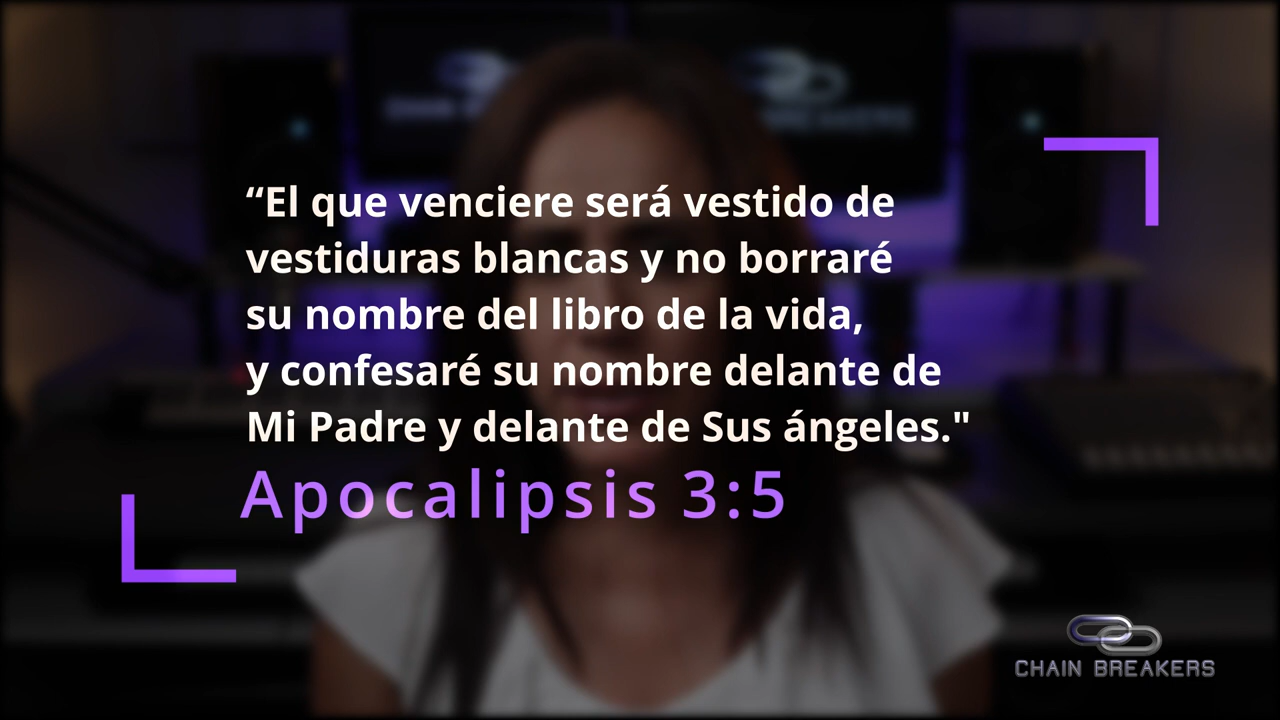 “El que venciere será vestido de
vestiduras blancas y no borraré
su nombre del libro de la vida,
y confesaré su nombre delante de
Mi Padre y delante de Sus ángeles."
Apocalipsis 3:5
CHAIN BREAKERS